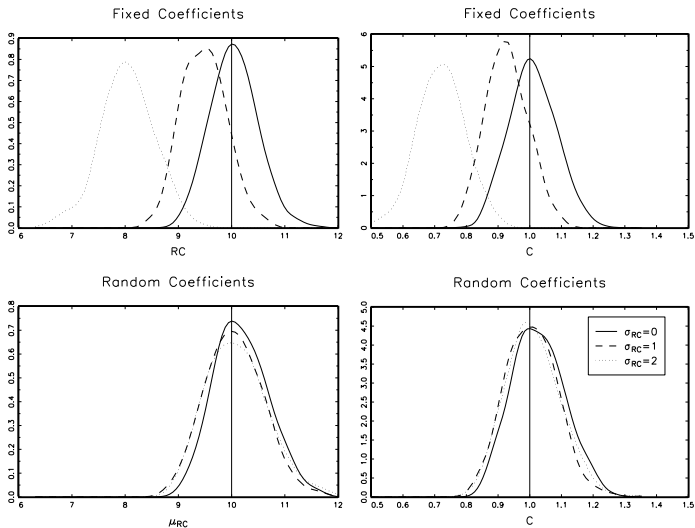 Fixed Coefficients
0.9
0.8
0.7
0.6
0.5
0.4
0.3
0.2
0.1
0.0
6 7 8 9 10 11 12
RC
Fixed Coefficients
6
5
4
3
2
1
0
0.5 0.6 0.7 0.8 0.9 1.0 1.1 1.2 1.3 1.4 1.5
C
Random Coefficients
0.8
0.7
0.6
0.5
0.4
0.3
0.2
0.1
0.0
6 7 8 9 10 11 12
μRC
Random Coefficients
5.0
4.5
4.0
3.5
3.0
2.5
2.0
1.5
1.0
0.5
0.0
0.5 0.6 0.7 0.8 0.9 1.0 1.1 1.2 1.3 1.4 1.5
C
σRC=0
σRC=1
σRC=2